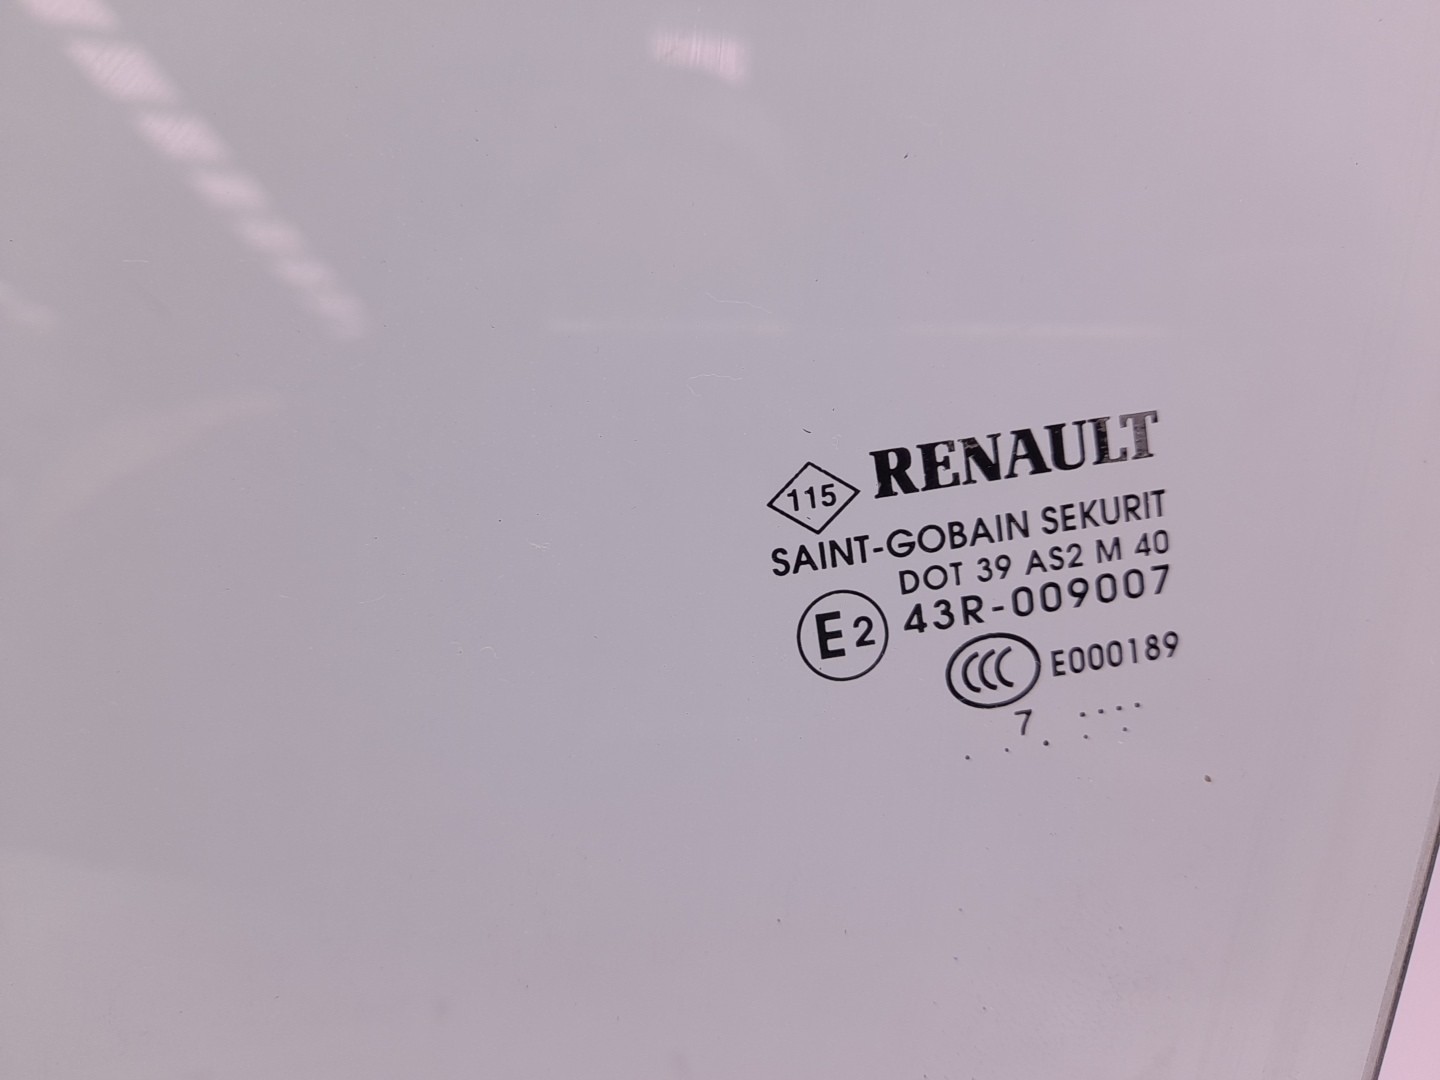 115 RENAULT
SAINT-GOBAIN SEKURIT
DOT 39 AS2 M 40
E2 43R-009007
CCC E000189
7